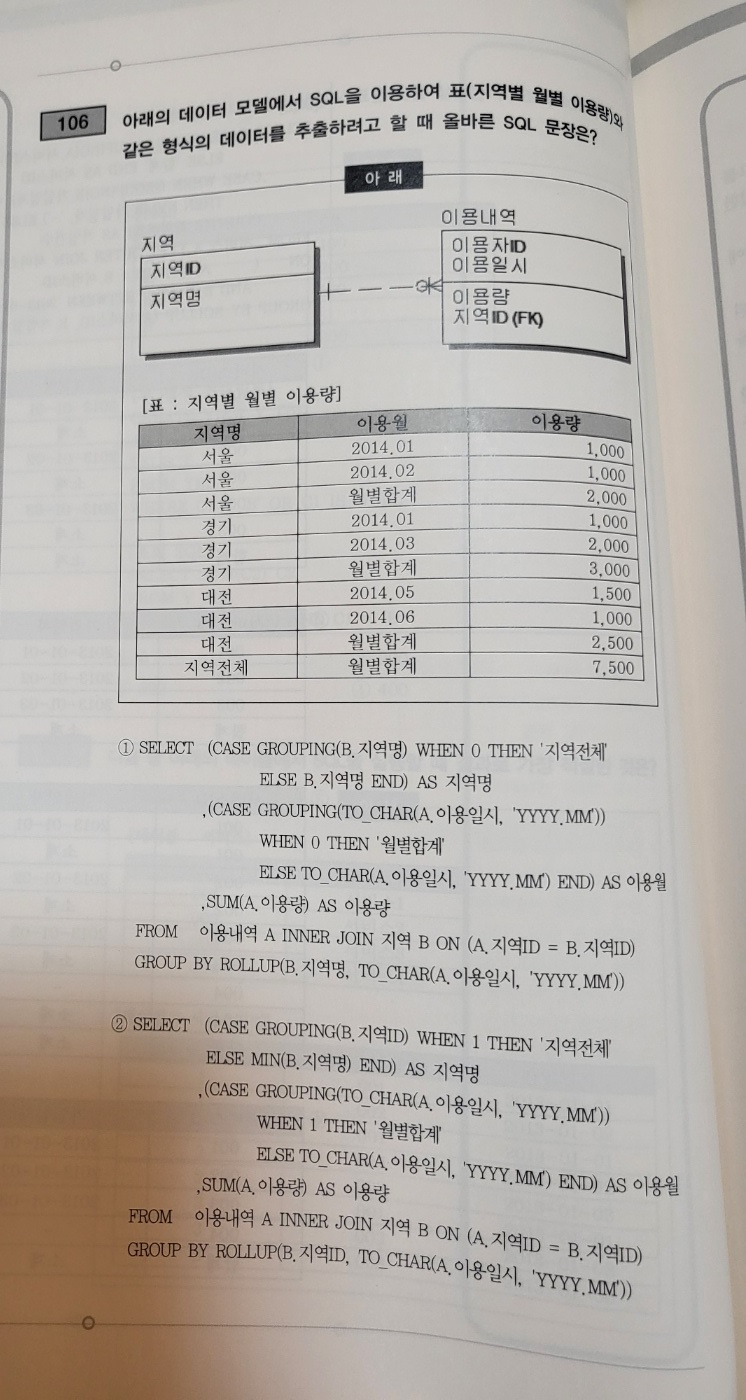 106
아래의 데이터 모델에서 SQL을 이용하여 표(지역별 월별 이용량)와
같은 형식의 데이터를 추출하려고 할 때 올바른 SQL 문장은?
아 래
지역
지역ID
지역명
이용내역
이용자ID
이용일시
이용량
지역ID (FK)
[표 : 지역별 월별 이용량]
지역명 이용월 이용량
서울 2014.01 1,000
서울 2014.02 1,000
서울 월별합계 2,000
경기 2014.01 1,000
경기 2014.03 2,000
경기 월별합계 3,000
대전 2014.05 1,500
대전 2014.06 1,000
대전 월별합계 2,500
지역전체 월별합계 7,500
① SELECT (CASE GROUPING(B.지역명) WHEN 0 THEN '지역전체'
ELSE B.지역명 END) AS 지역명
,(CASE GROUPING(TO_CHAR(A.이용일시, 'YYYY.MM'))
WHEN 0 THEN '월별합계'
ELSE TO_CHAR(A.이용일시, 'YYYY.MM') END) AS 이용월
,SUM(A.이용량) AS 이용량
FROM 이용내역 A INNER JOIN 지역 B ON (A.지역ID = B.지역ID)
GROUP BY ROLLUP(B.지역명, TO_CHAR(A.이용일시, 'YYYY.MM'))
② SELECT (CASE GROUPING(B.지역ID) WHEN 1 THEN '지역전체'
ELSE MIN(B.지역명) END) AS 지역명
,(CASE GROUPING(TO_CHAR(A.이용일시, 'YYYY.MM'))
WHEN 1 THEN '월별합계'
ELSE TO_CHAR(A.이용일시, 'YYYY.MM') END) AS 이용월
,SUM(A.이용량) AS 이용량
FROM 이용내역 A INNER JOIN 지역 B ON (A.지역ID = B.지역ID)
GROUP BY ROLLUP(B.지역ID, TO_CHAR(A.이용일시, 'YYYY.MM'))